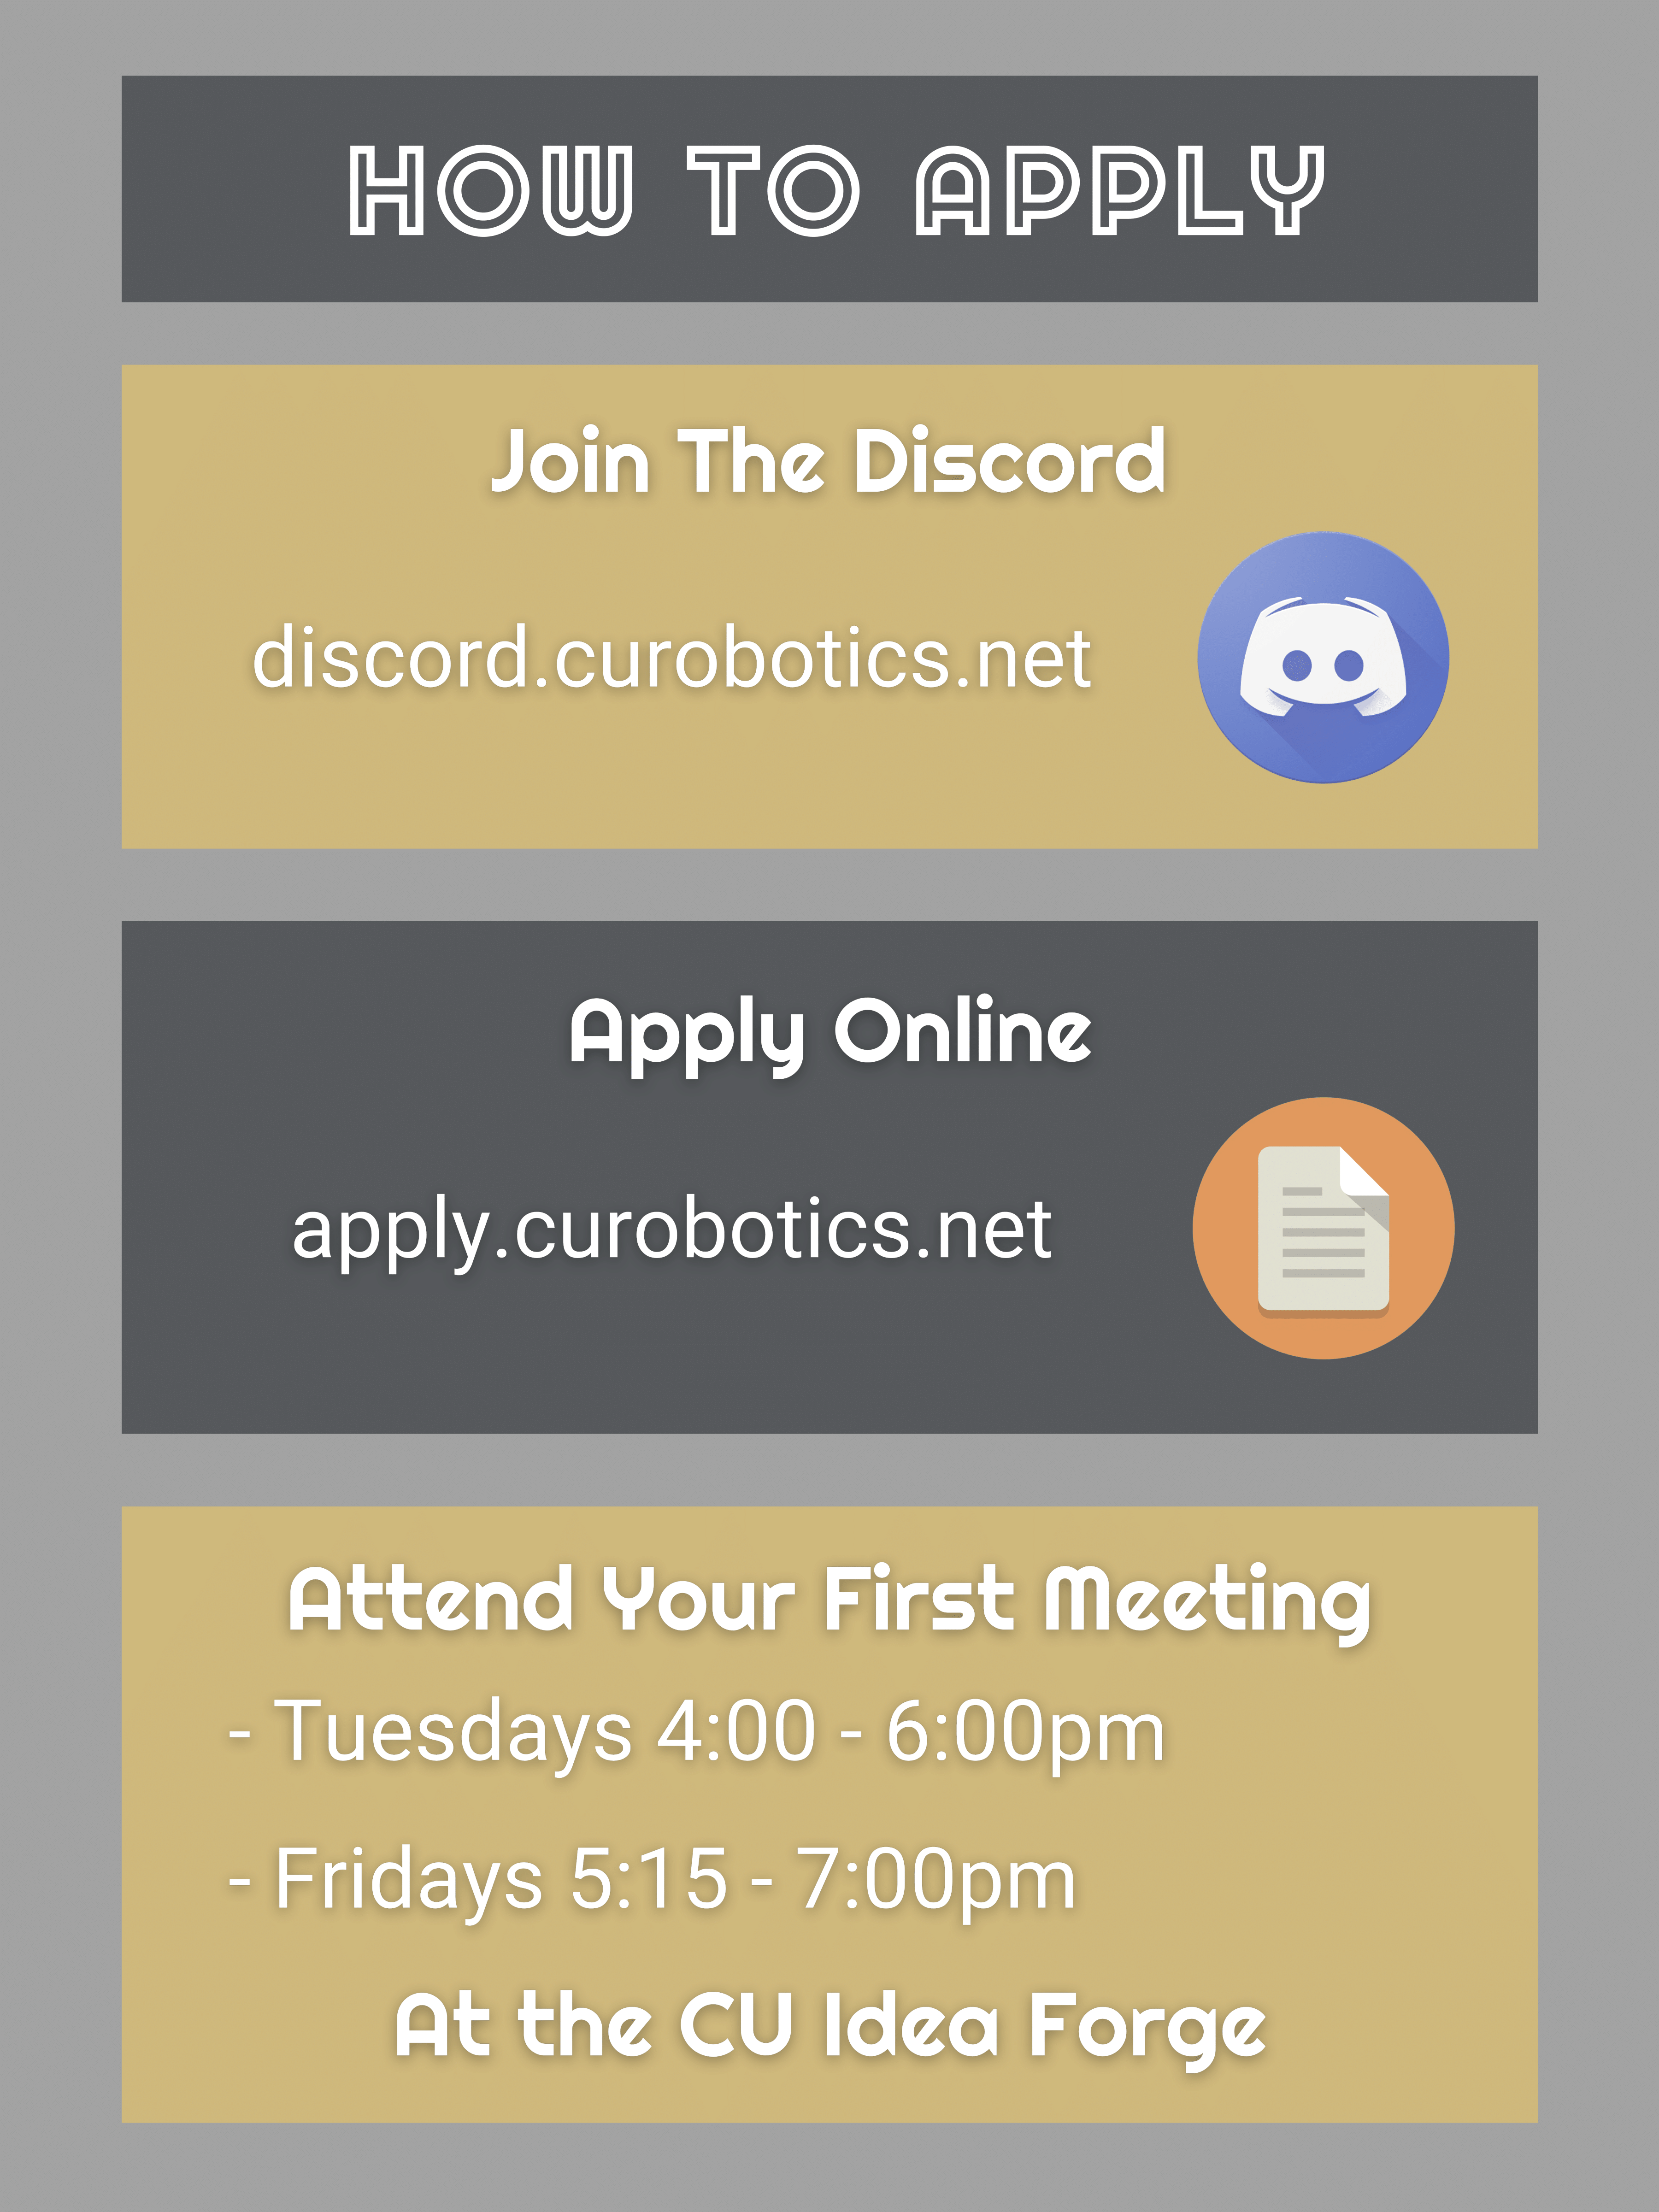 HOW TO APPLY
Join The Discord
discord.curobotics.net
Apply Online
apply.curobotics.net
Attend Your First Meeting
- Tuesdays 4:00 - 6:00pm
- Fridays 5:15 - 7:00pm
At the CU Idea Forge